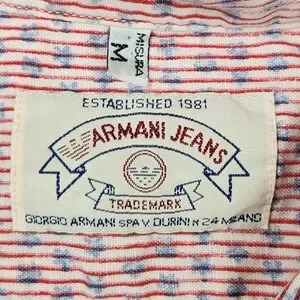 MISURA
M
ESTABLISHED 1981
ARMANI JEANS
TRADEMARK
GIORGIO ARMANI SPA V. DURINI N 24 MILANO